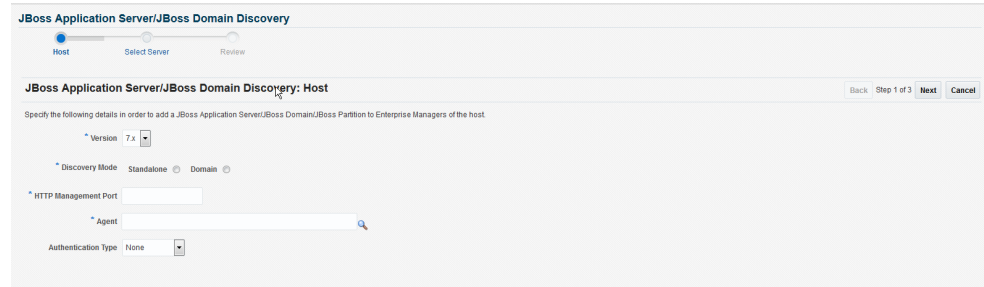 JBoss Application Server/JBoss Domain Discovery
Host Select Server Review
JBoss Application Server/JBoss Domain Discovery: Host
Back Step 1 of 3 Next Cancel
Specify the following details in order to add a JBoss Application Server/JBoss Domain/JBoss Partition to Enterprise Managers of the host.
* Version 7.x
* Discovery Mode Standalone Domain
* HTTP Management Port
* Agent
Authentication Type None